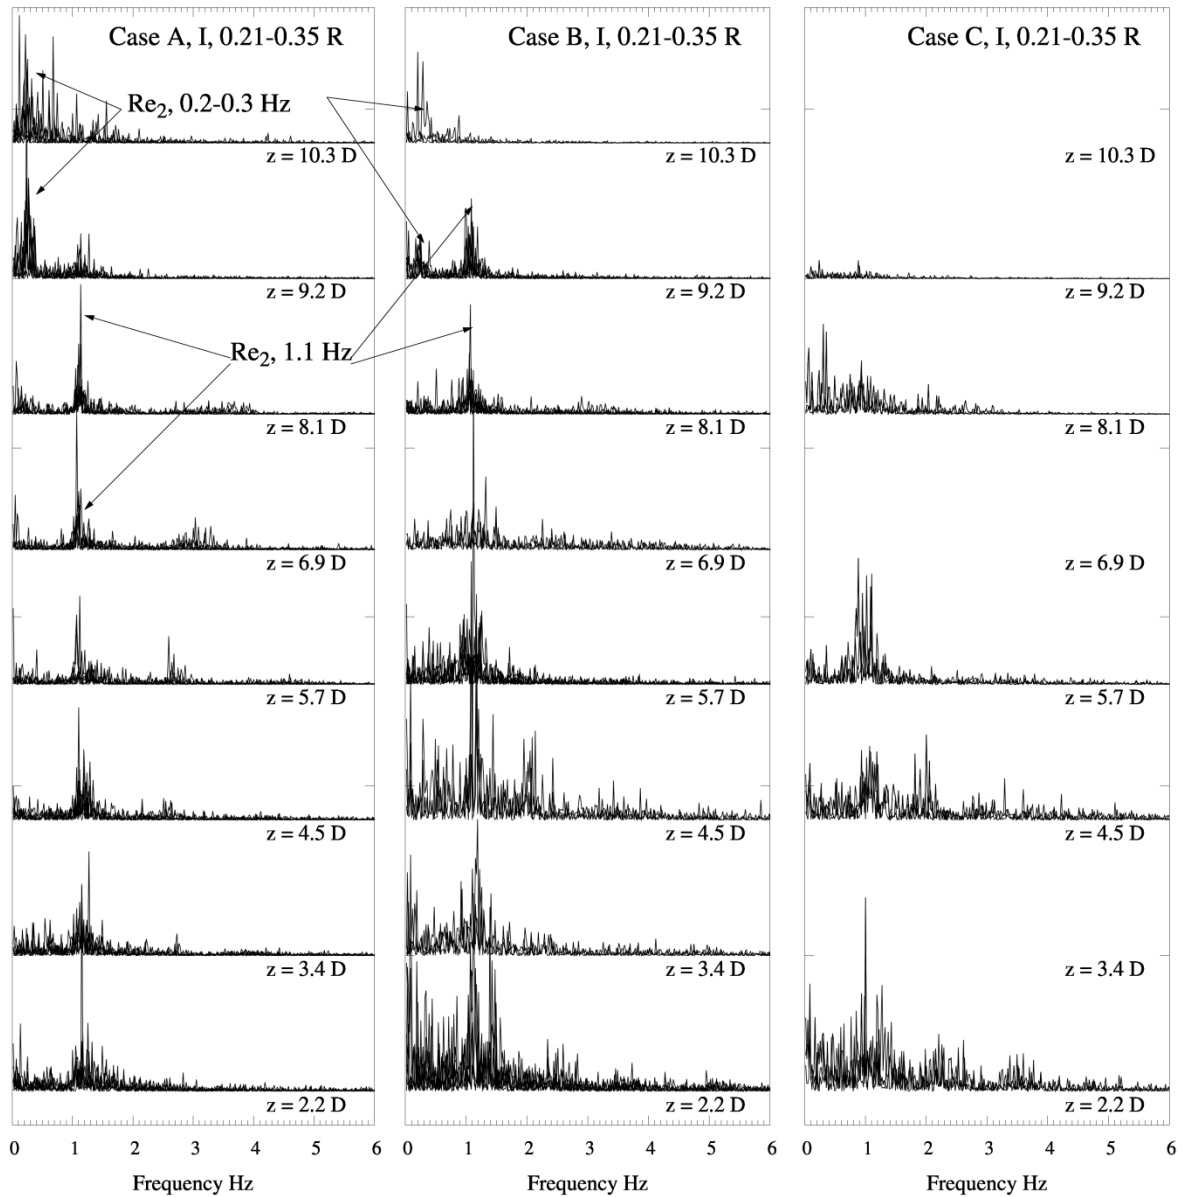 Case A, I, 0.21-0.35 R
Case B, I, 0.21-0.35 R
Case C, I, 0.21-0.35 R
Re2, 0.2-0.3 Hz
z = 10.3 D
z = 10.3 D
z = 10.3 D
z = 9.2 D
z = 9.2 D
z = 9.2 D
Re2, 1.1 Hz
z = 8.1 D
z = 8.1 D
z = 8.1 D
z = 6.9 D
z = 6.9 D
z = 6.9 D
z = 5.7 D
z = 5.7 D
z = 5.7 D
z = 4.5 D
z = 4.5 D
z = 4.5 D
z = 3.4 D
z = 3.4 D
z = 3.4 D
z = 2.2 D
z = 2.2 D
z = 2.2 D
0 1 2 3 4 5 6
0 1 2 3 4 5 6
0 1 2 3 4 5 6
Frequency Hz
Frequency Hz
Frequency Hz